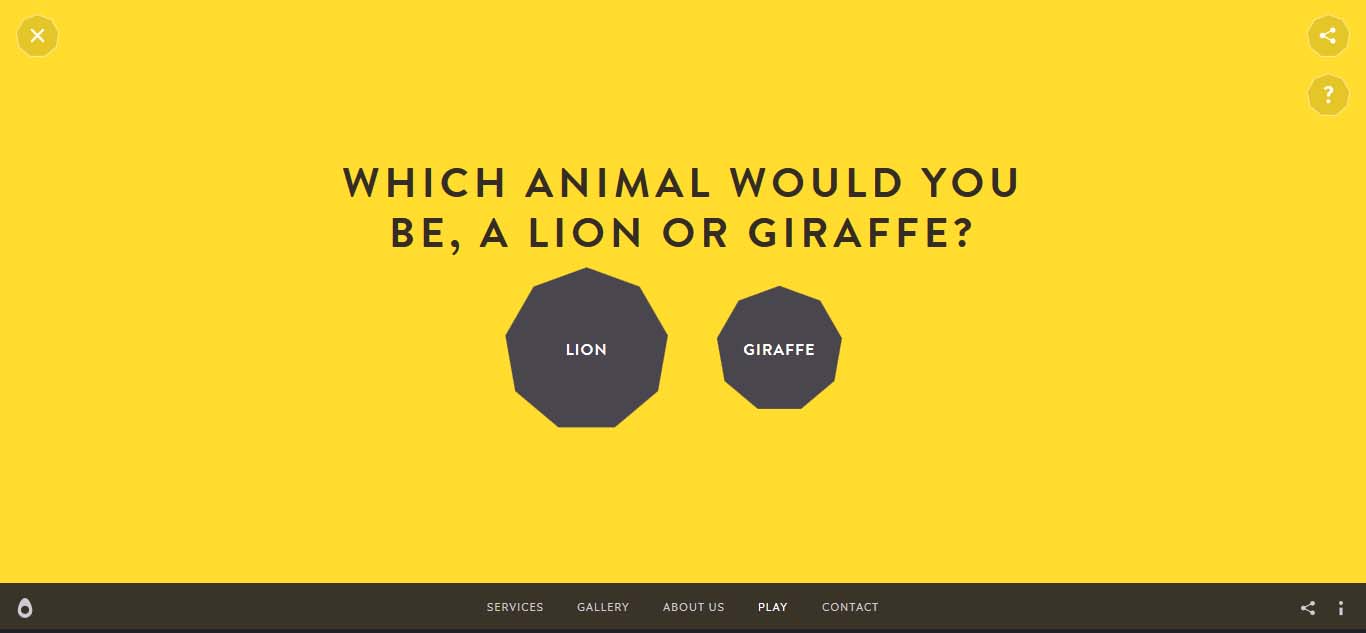 WHICH ANIMAL WOULD YOU
BE, A LION OR GIRAFFE?
LION
GIRAFFE
SERVICES
GALLERY
ABOUT US
PLAY
CONTACT